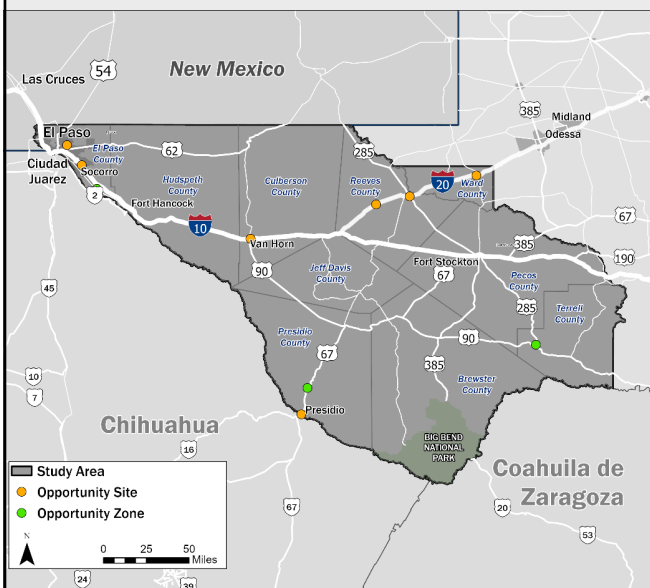 Las Cruces
54
New Mexico
385
Midland
Odessa
El Paso
62
285
El Paso
County
Ciudad
Juarez
Socorro
2
Hudspeth
County
Culberson
County
Reeves
County
20
Ward
County
Fort Hancock
10
67
Van Horn
385
190
90
Jeff Davis
County
Fort Stockton
67
Pecos
County
45
285
Terrell
County
Presidio
County
67
90
385
10
7
Brewster
County
Presidio
Chihuahua
BIG BEND
NATIONAL
PARK
16
Coahuila de
Zaragoza
Study Area
Opportunity Site
Opportunity Zone
67
20
53
N
0 25 50
Miles
24
39